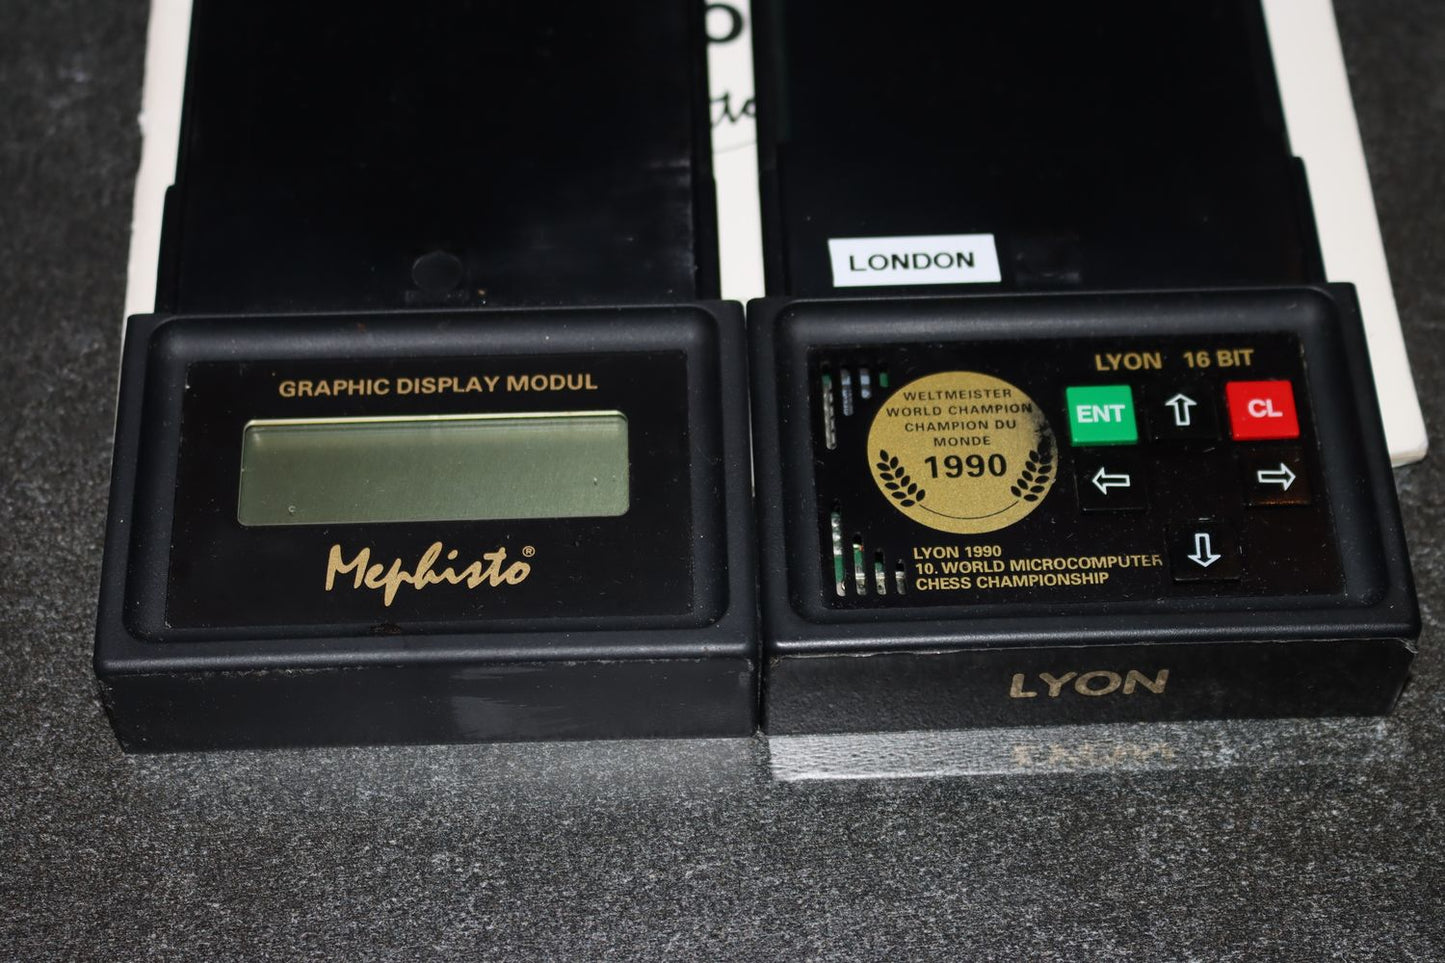 LONDON
GRAPHIC DISPLAY MODUL
Mephisto®
LYON 16 BIT
WELTMEISTER
WORLD CHAMPION
CHAMPION DU
MONDE
1990
ENT
CL
LYON 1990
10. WORLD MICROCOMPUTER
CHESS CHAMPIONSHIP
LYON